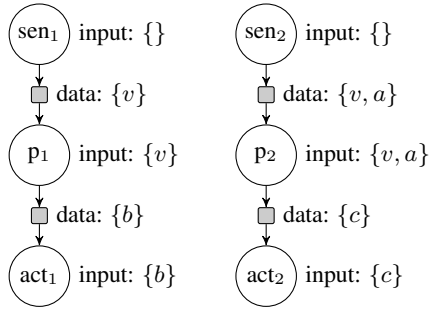 sen₁ input: {} sen₂ input: {}
data: {v} data: {v, a}
p₁ input: {v} p₂ input: {v, a}
data: {b} data: {c}
act₁ input: {b} act₂ input: {c}